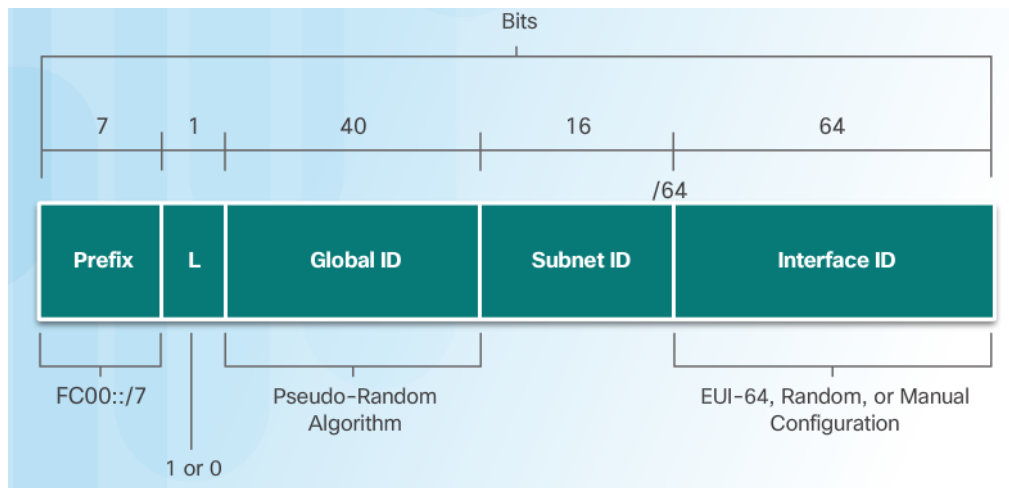 Bits
7 1 40 16 64
/64
Prefix L Global ID Subnet ID Interface ID
FC00::/7
Pseudo-Random
Algorithm
EUI-64, Random, or Manual
Configuration
1 or 0